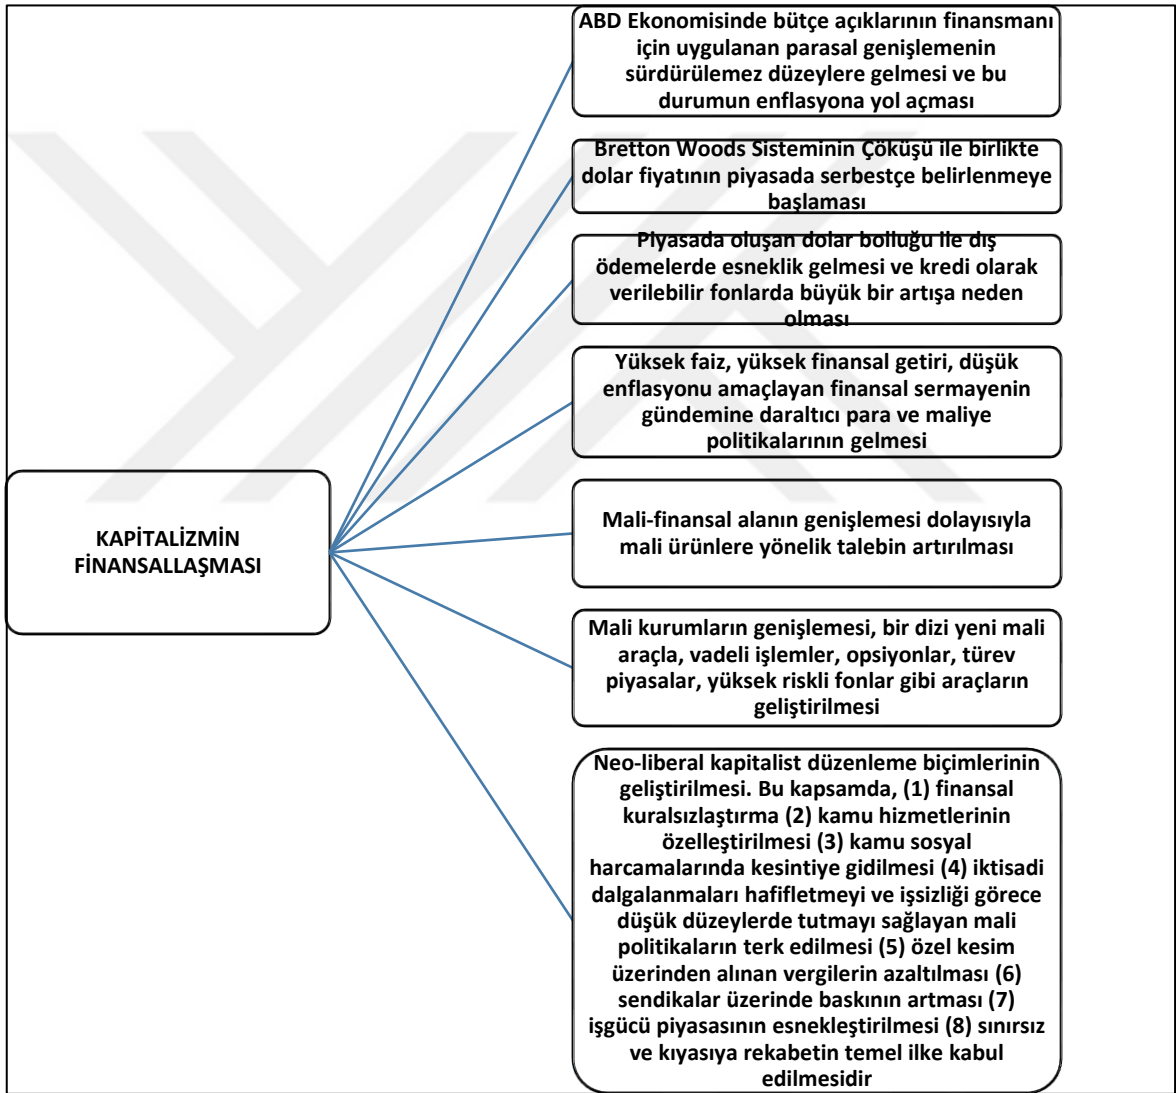 ABD Ekonomisinde bütçe açıklarının finansmanı
için uygulanan parasal genişlemenin
sürdürülemez düzeylere gelmesi ve bu
durumun enflasyona yol açması
Bretton Woods Sisteminin Çöküşü ile birlikte
dolar fiyatının piyasada serbestçe belirlenmeye
başlaması
Piyasada oluşan dolar bolluğu ile dış
ödemelerde esneklik gelmesi ve kredi olarak
verilebilir fonlarda büyük bir artışa neden
olması
Yüksek faiz, yüksek finansal getiri, düşük
enflasyonu amaçlayan finansal sermayenin
gündemine daraltıcı para ve maliye
politikalarının gelmesi
KAPİTALİZMİN
FİNANSALLAŞMASI
Mali-finansal alanın genişlemesi dolayısıyla
mali ürünlere yönelik talebin artırılması
Mali kurumların genişlemesi, bir dizi yeni mali
araçla, vadeli işlemler, opsiyonlar, türev
piyasalar, yüksek riskli fonlar gibi araçların
geliştirilmesi
Neo-liberal kapitalist düzenleme biçimlerinin
geliştirilmesi. Bu kapsamda, (1) finansal
kuralsızlaştırma (2) kamu hizmetlerinin
özelleştirilmesi (3) kamu sosyal
harcamalarında kesintiye gidilmesi (4) iktisadi
dalgalanmaları hafifletmeyi ve işsizliği görece
düşük düzeylerde tutmayı sağlayan mali
politikaların terk edilmesi (5) özel kesim
üzerinden alınan vergilerin azaltılması (6)
sendikalar üzerinde baskının artması (7)
işgücü piyasasının esnekleştirilmesi (8) sınırsız
ve kıyasıya rekabetin temel ilke kabul
edilmesidir